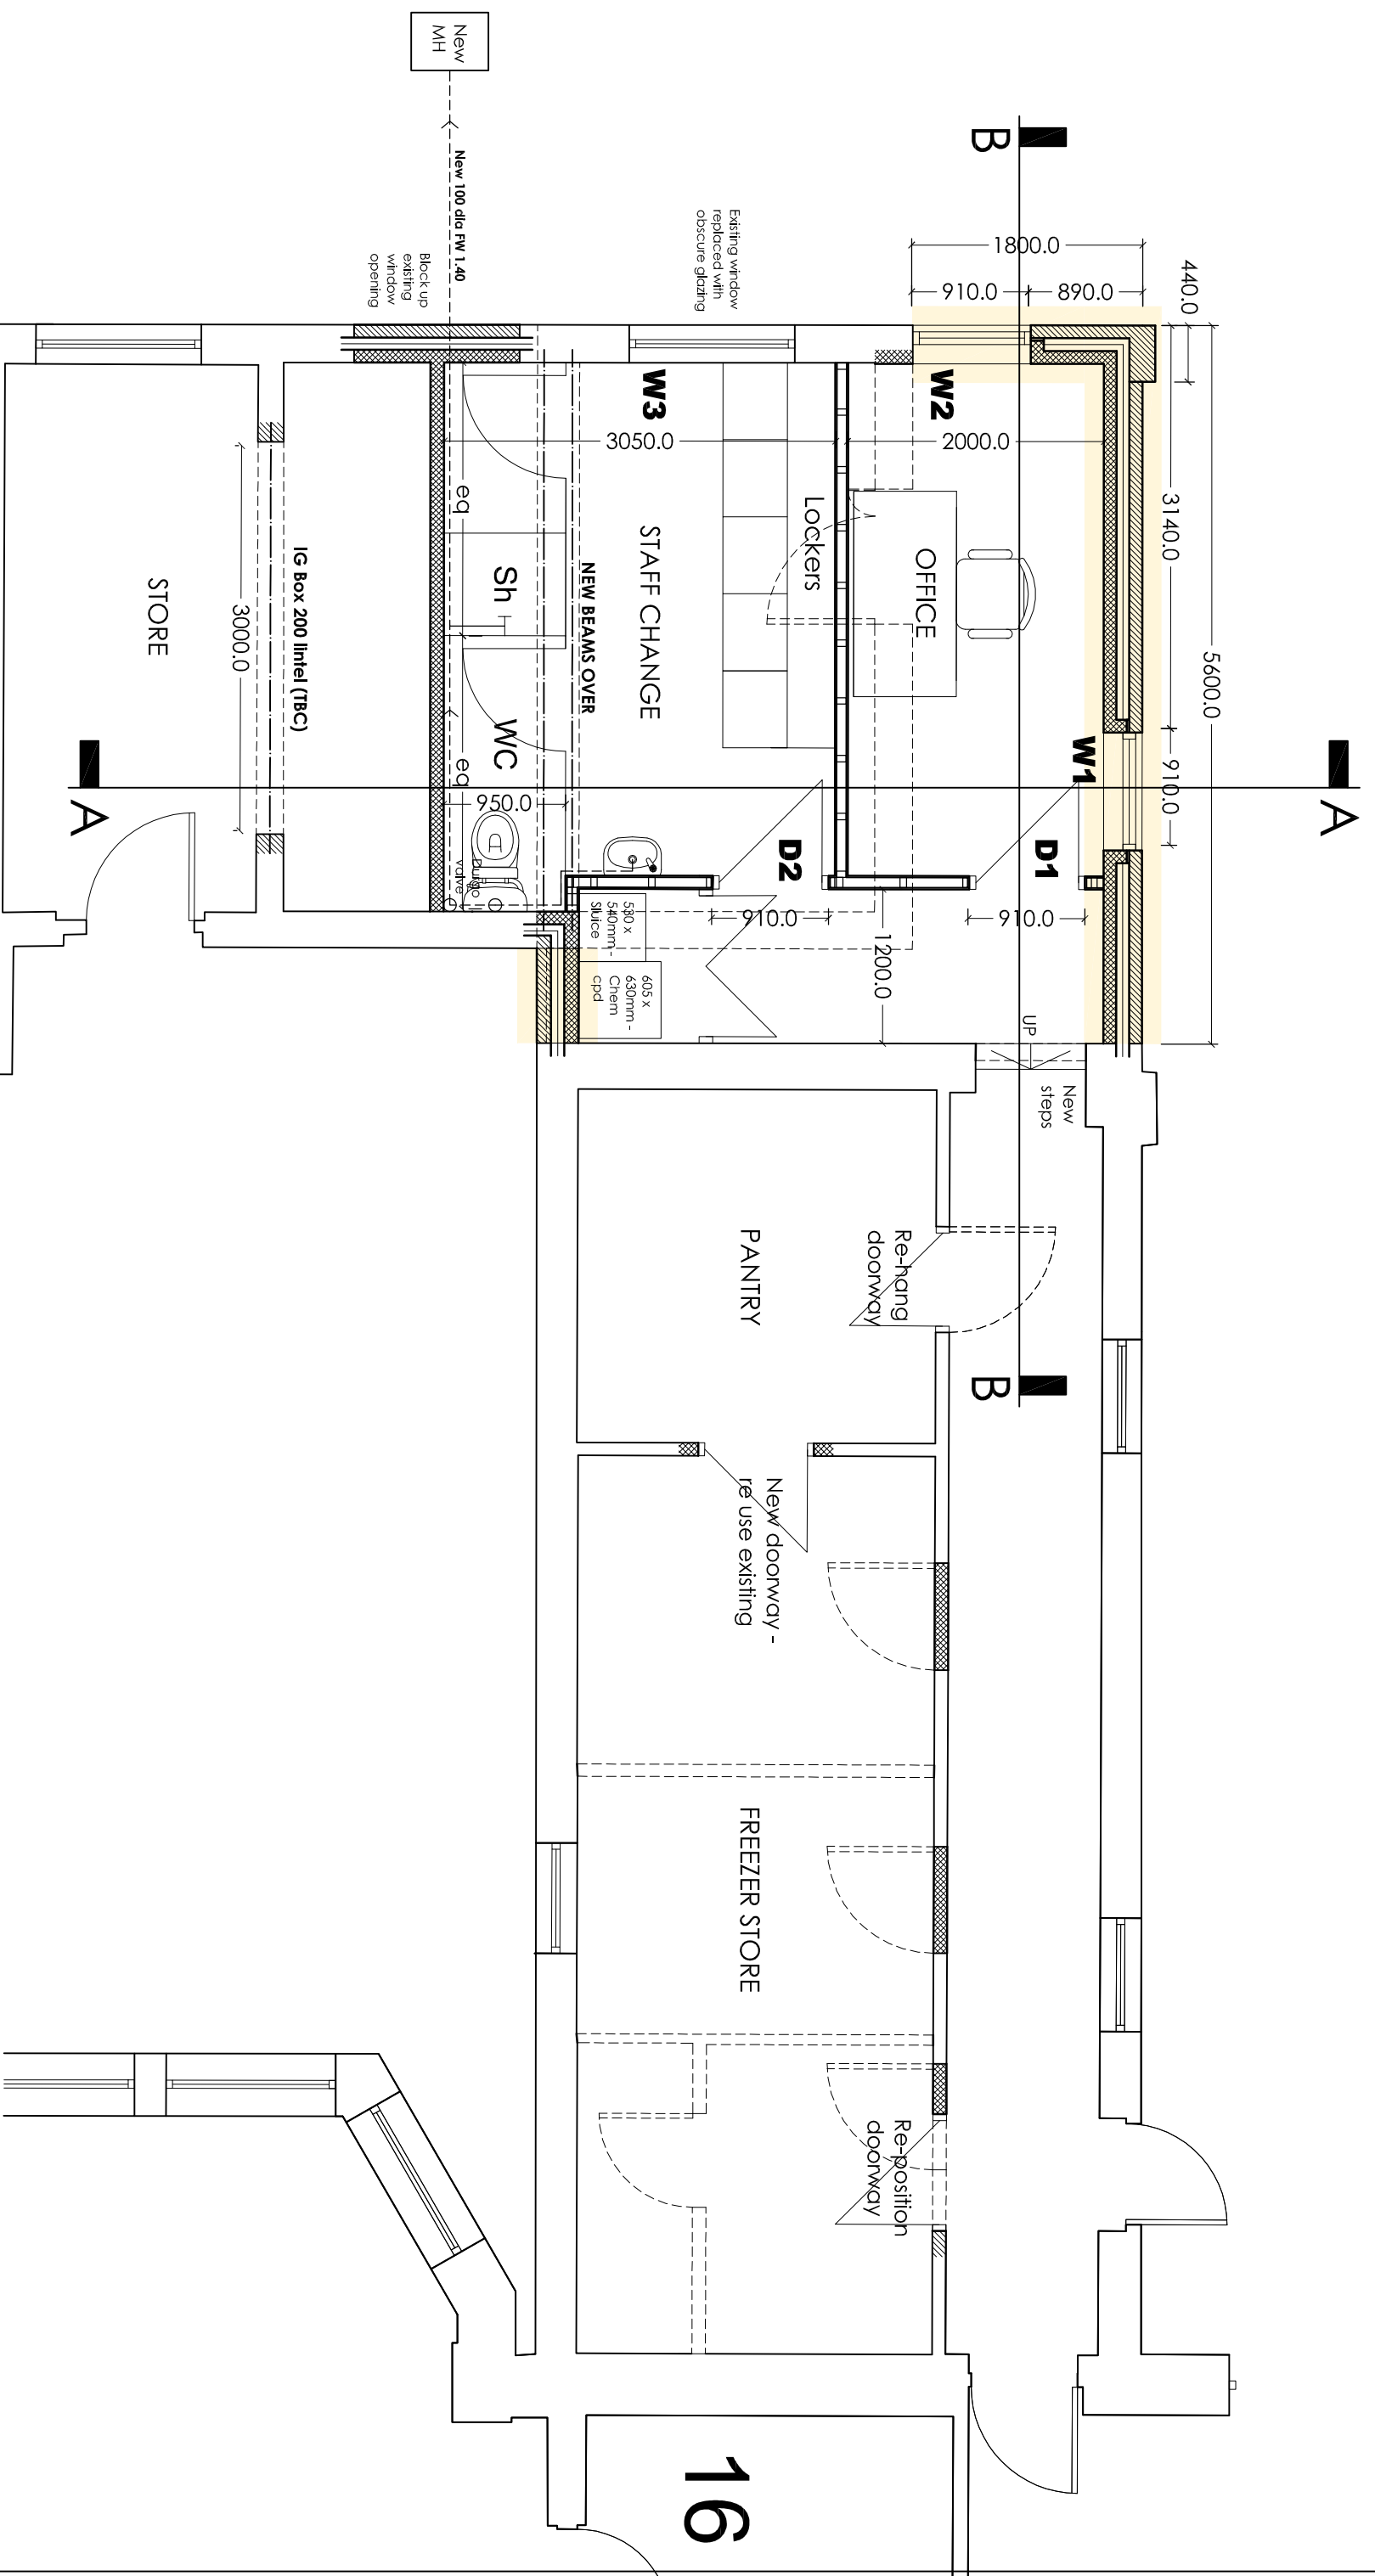 New
MH
New 100 dia FW 1.40
Block up
existing
window
opening
Existing window
replaced with
obscure glazing
B
1800.0
910.0
890.0
440.0
5600.0
3140.0
910.0
W1
W2
W3
3050.0
2000.0
OFFICE
Lockers
STAFF CHANGE
NEW BEAMS OVER
eq
Sh
WC
eq
950.0
Durgo
valve
IG Box 200 lintel (TBC)
3000.0
STORE
A
A
D1
D2
910.0
910.0
1200.0
530 x
540mm -
Sluice
605 x
630mm -
Chem
cpd
UP
New
steps
PANTRY
Re-hang
doorway
B
New doorway -
re use existing
FREEZER STORE
Re-position
doorway
16